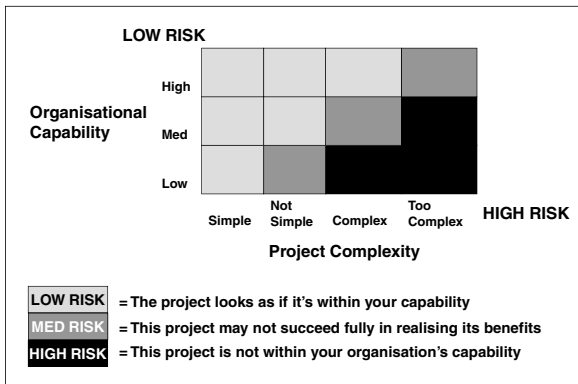 LOW RISK
High
Organisational
Capability
Med
Low
Simple
Not
Simple
Complex
Too
Complex
HIGH RISK
Project Complexity
LOW RISK = The project looks as if it's within your capability
MED RISK = This project may not succeed fully in realising its benefits
HIGH RISK = This project is not within your organisation's capability